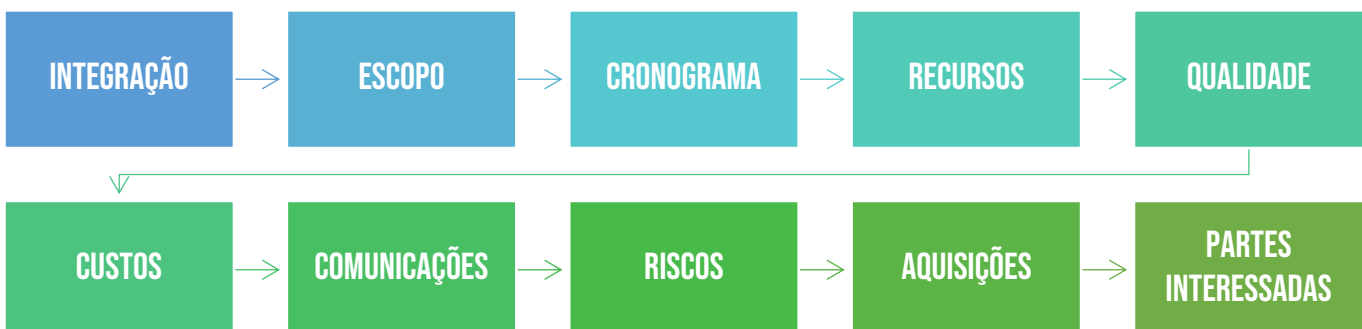 INTEGRAÇÃO
ESCOPO
CRONOGRAMA
RECURSOS
QUALIDADE
CUSTOS
COMUNICAÇÕES
RISCOS
AQUISIÇÕES
PARTES
INTERESSADAS